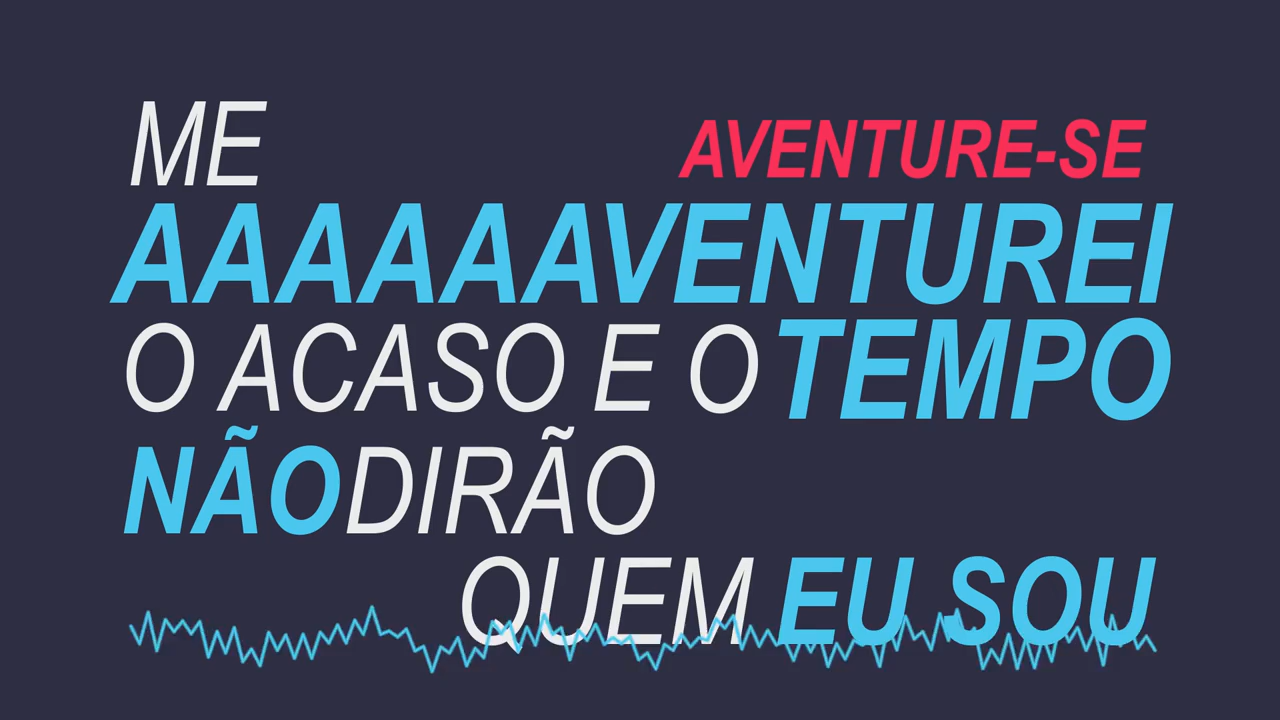 ME
AVENTURE-SE
AAAAAAVENTUREI
O ACASO E O TEMPO
NÃO DIRÃO
QUEM EU SOU